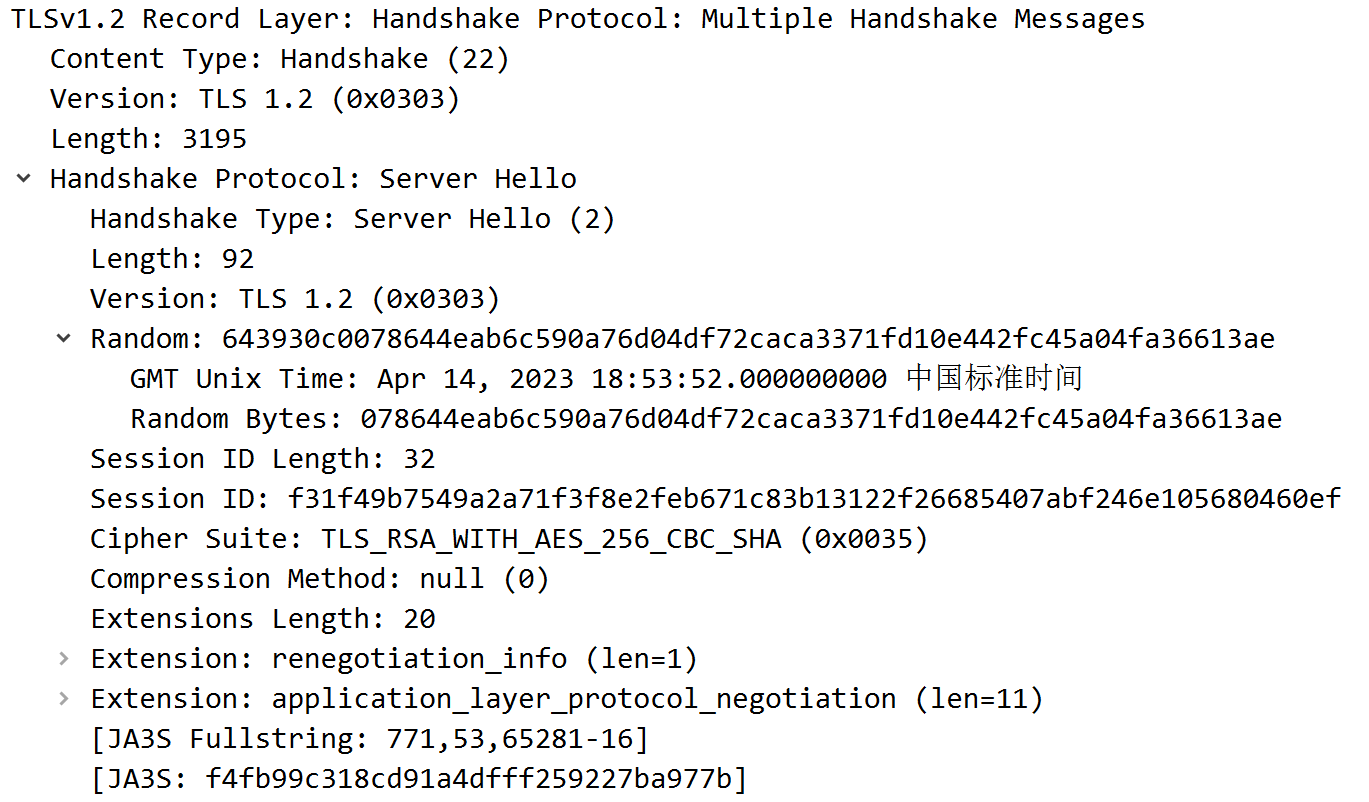 TLSv1.2 Record Layer: Handshake Protocol: Multiple Handshake Messages
Content Type: Handshake (22)
Version: TLS 1.2 (0x0303)
Length: 3195
Handshake Protocol: Server Hello
Handshake Type: Server Hello (2)
Length: 92
Version: TLS 1.2 (0x0303)
Random: 643930c0078644eab6c590a76d04df72caca3371fd10e442fc45a04fa36613ae
GMT Unix Time: Apr 14, 2023 18:53:52.000000000 中国标准时间
Random Bytes: 078644eab6c590a76d04df72caca3371fd10e442fc45a04fa36613ae
Session ID Length: 32
Session ID: f31f49b7549a2a71f3f8e2feb671c83b13122f26685407abf246e105680460ef
Cipher Suite: TLS_RSA_WITH_AES_256_CBC_SHA (0x0035)
Compression Method: null (0)
Extensions Length: 20
Extension: renegotiation_info (len=1)
Extension: application_layer_protocol_negotiation (len=11)
[JA3S Fullstring: 771,53,65281-16]
[JA3S: f4fb99c318cd91a4dfff259227ba977b]